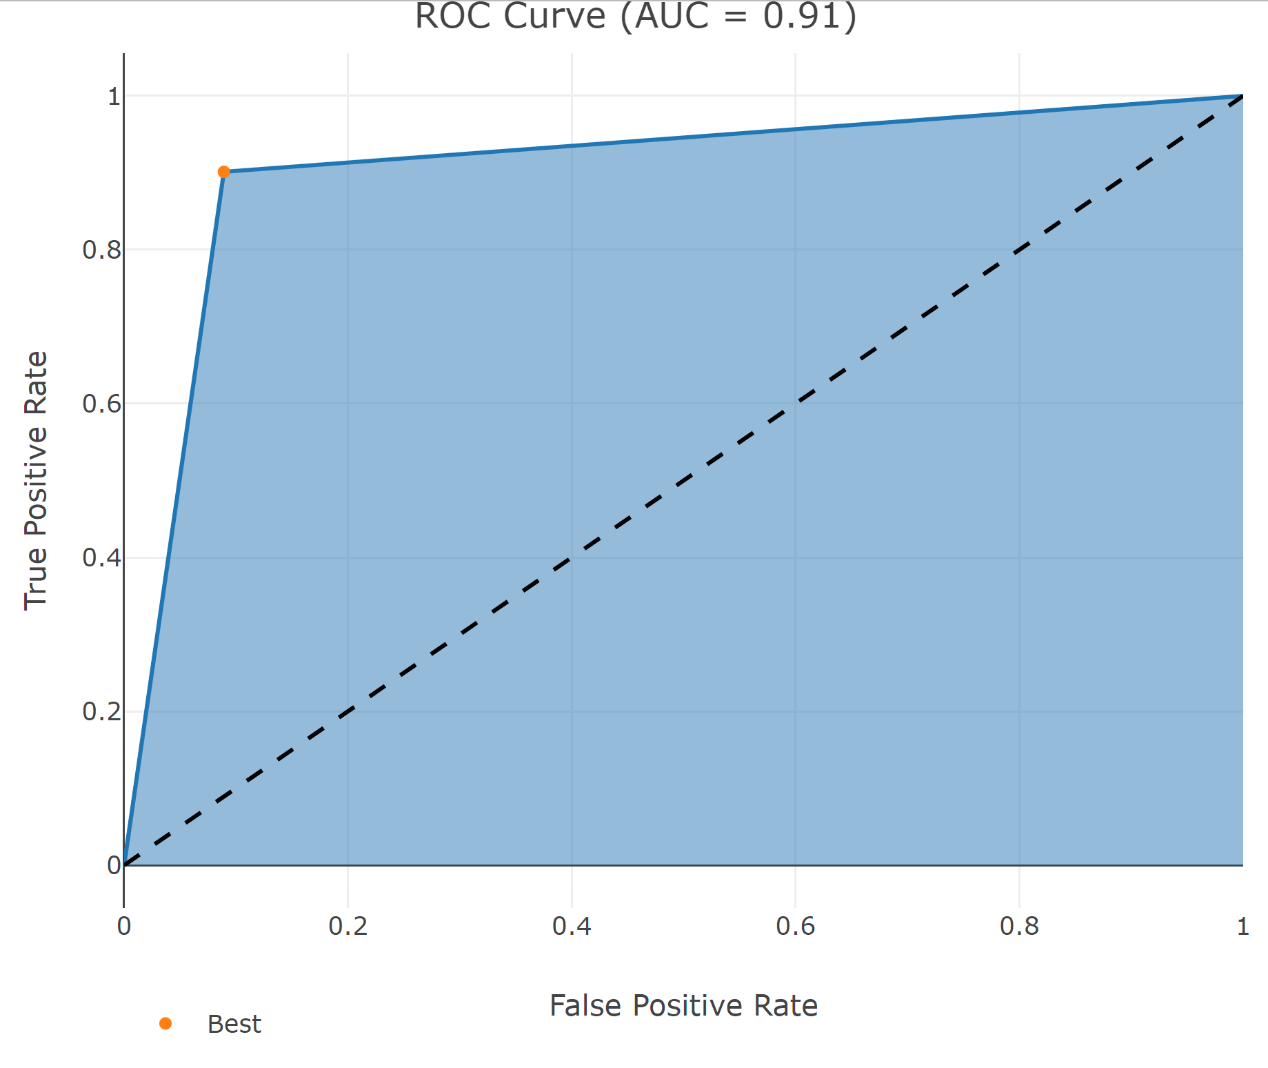 ROC Curve (AUC = 0.91)
1
0.8
0.6
0.4
0.2
0
True Positive Rate
0 0.2 0.4 0.6 0.8 1
False Positive Rate
Best